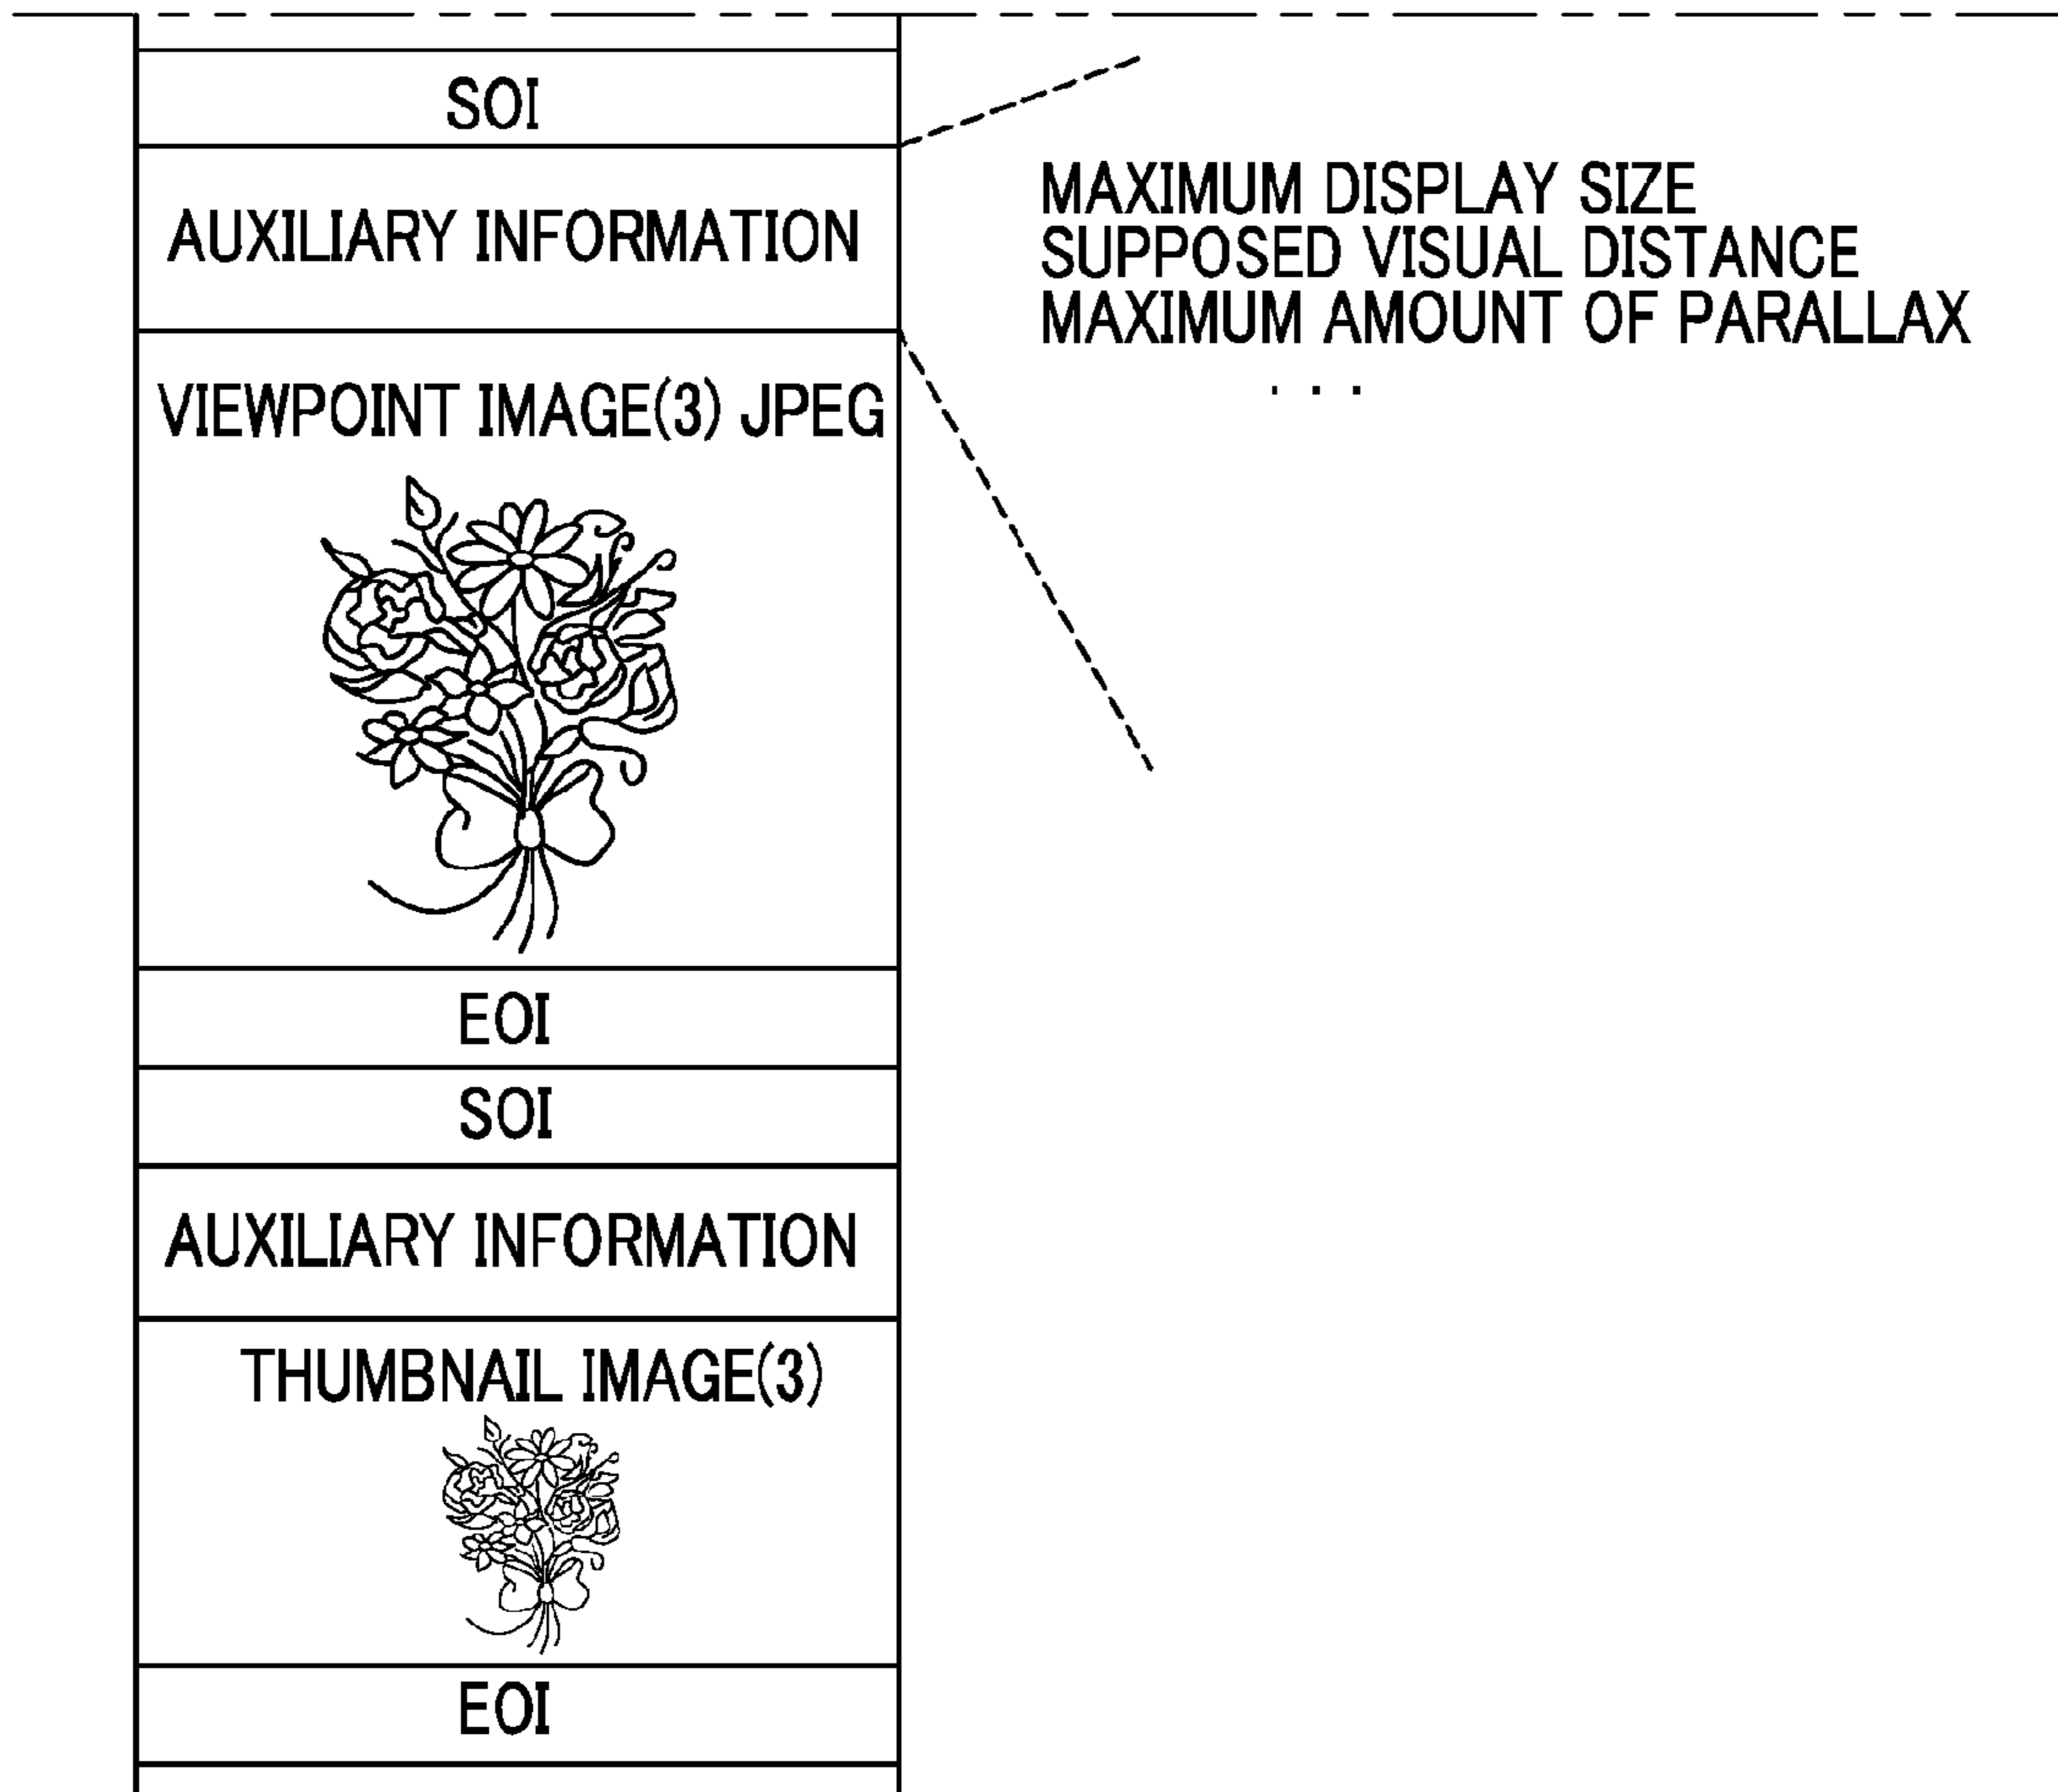 SOI
AUXILIARY INFORMATION
MAXIMUM DISPLAY SIZE
SUPPOSED VISUAL DISTANCE
MAXIMUM AMOUNT OF PARALLAX
. . .
VIEWPOINT IMAGE(3) JPEG
EOI
SOI
AUXILIARY INFORMATION
THUMBNAIL IMAGE(3)
EOI